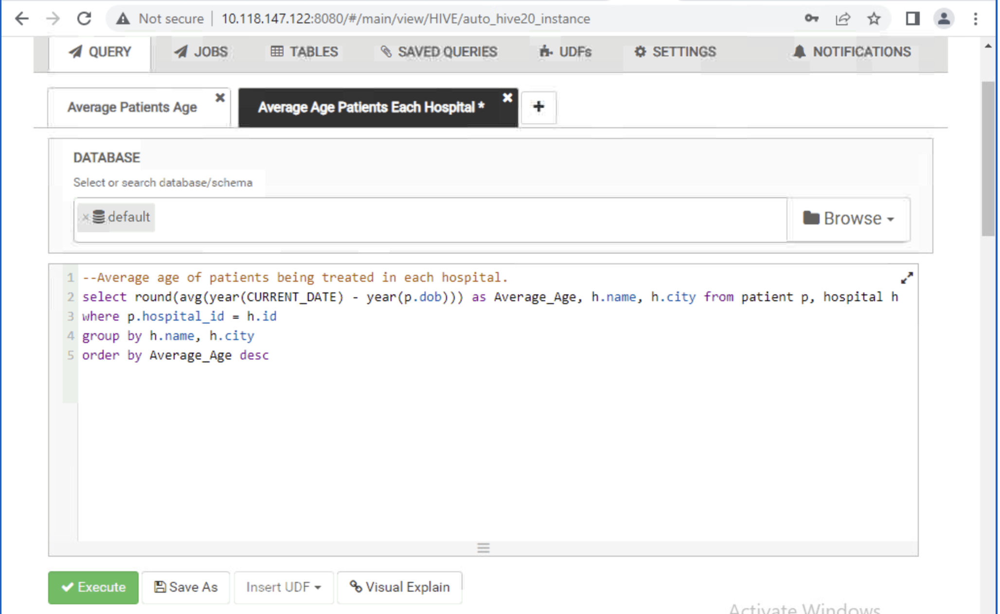 Not secure 10.118.147.122:8080/#/main/view/HIVE/auto_hive20_instance
QUERY JOBS TABLES SAVED QUERIES UDFs SETTINGS NOTIFICATIONS
Average Patients Age Average Age Patients Each Hospital * +
DATABASE
Select or search database/schema
× default Browse
1 --Average age of patients being treated in each hospital.
2 select round(avg(year(CURRENT_DATE) - year(p.dob))) as Average_Age, h.name, h.city from patient p, hospital h
3 where p.hospital_id = h.id
4 group by h.name, h.city
5 order by Average_Age desc
Execute Save As Insert UDF Visual Explain
Activate Windows